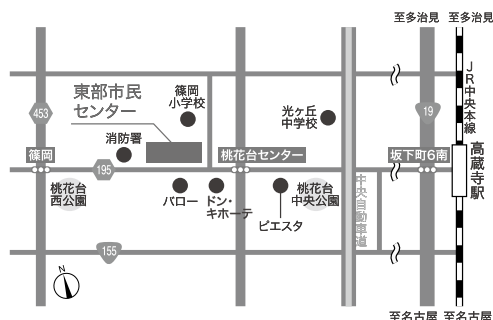 至多治見 至多治見
JR中央本線
東部市民
センター
篠岡
小学校
光ヶ丘
中学校
453
19
消防署
篠岡
桃花台センター
坂下町6南
高蔵寺駅
195
桃花台
西公園
バロー
ドン・
キホーテ
ピエスタ
桃花台
中央公園
中央自動車道
155
N
至名古屋 至名古屋